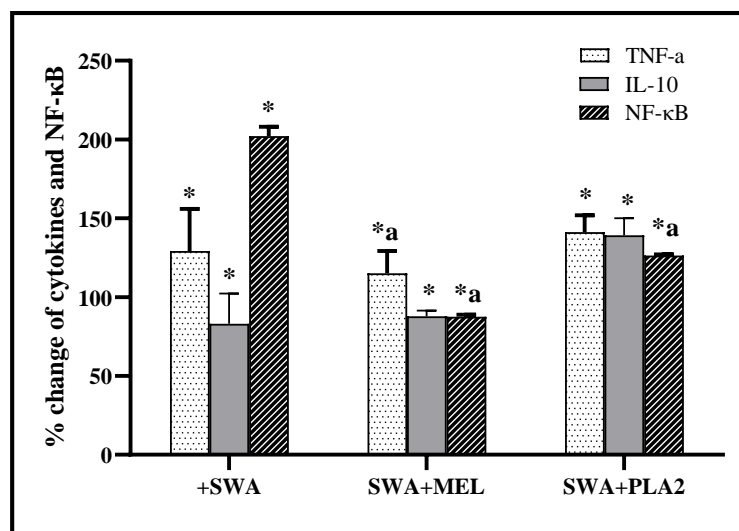 % change of cytokines and NF-κB
250
200
150
100
50
0
TNF-a
IL-10
NF-κB
*
*
*
*a
*
*a
*
*
*a
+SWA
SWA+MEL
SWA+PLA2